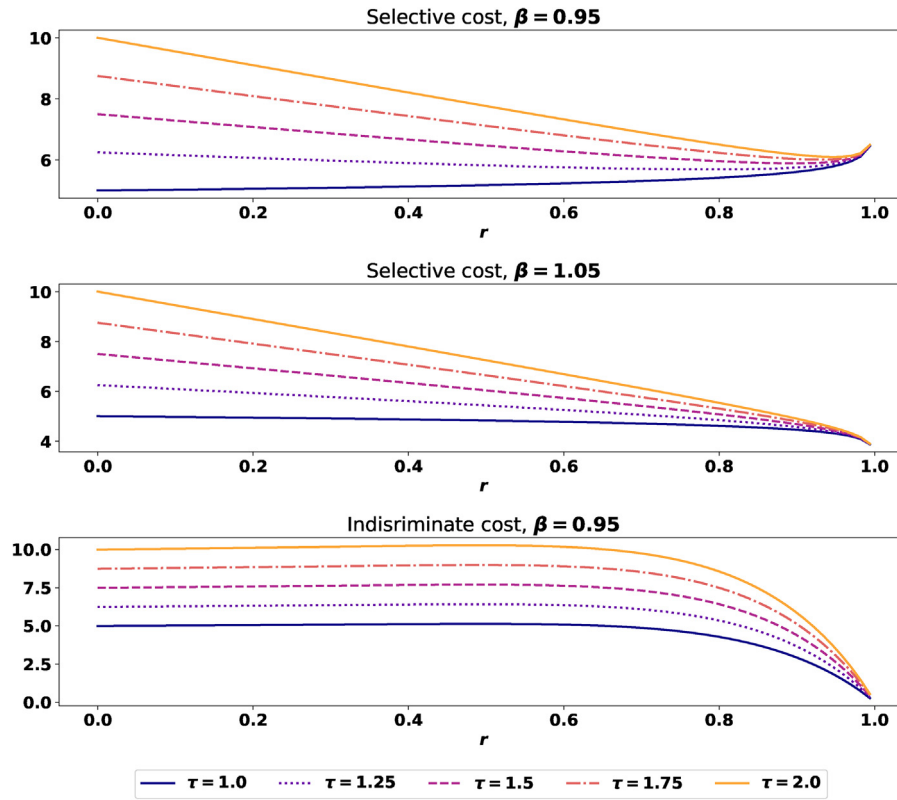 Selective cost, β = 0.95
10
8
6
0.0 0.2 0.4 0.6 0.8 1.0
r
Selective cost, β = 1.05
10
8
6
4
0.0 0.2 0.4 0.6 0.8 1.0
r
Indisriminate cost, β = 0.95
10.0
7.5
5.0
2.5
0.0
0.0 0.2 0.4 0.6 0.8 1.0
r
τ = 1.0 τ = 1.25 τ = 1.5 τ = 1.75 τ = 2.0